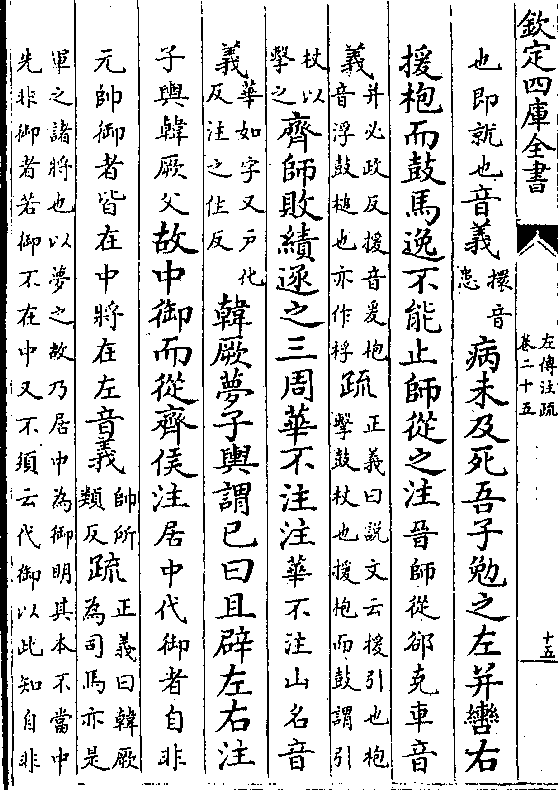 欽定四庫全書
左傳注疏
卷二十五
十五
也即就也音義擐音
患
病未及死吾子勉之左并轡右
援枹而鼓馬逸不能止師從之注晉師從郤克車音
義并必政反援音爰枹
音浮鼓槌也亦作桴
疏正義曰說文云援引也枹
擊鼓杖也援枹而鼓謂引
杖以
擊之
齊師敗績逐之三周華不注注華不注山名音
義華如字又户化
反注之住反
韓厥夢子輿謂已曰且辟左右注
子輿韓厥父故中御而從齊侯注居中代御者自非
元帥御者皆在中將在左音義帥所
類反
疏正義曰韓厥
為司馬亦是
軍之諸將也以夢之故乃居中為御明其本不當中
先非御者若御不在中又不須云代御以此知自非